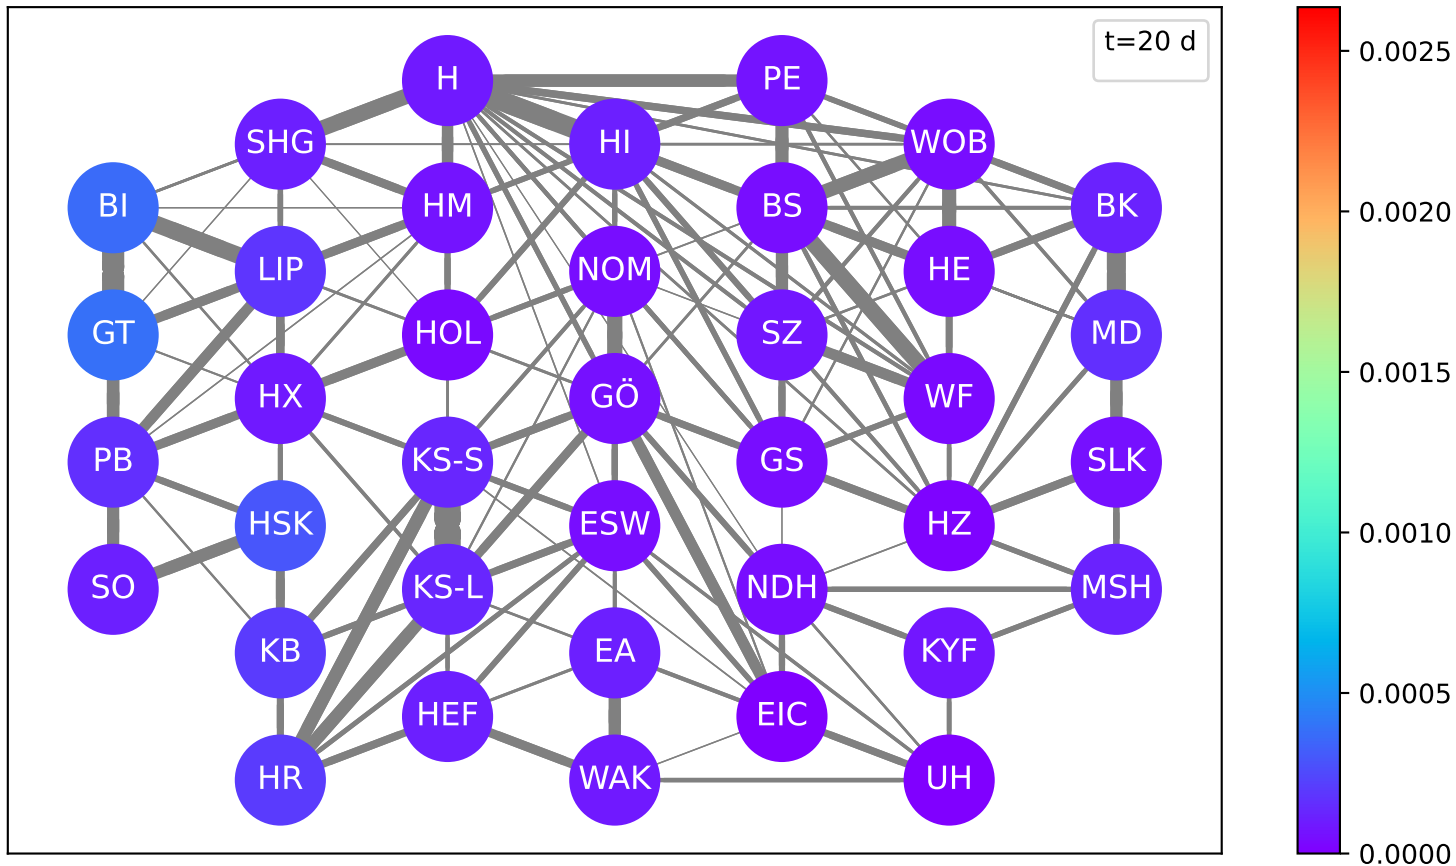 t=20 d
H
PE
SHG
HI
WOB
BI
HM
BS
BK
LIP
NOM
HE
GT
HOL
SZ
MD
HX
GÖ
WF
PB
KS-S
GS
SLK
HSK
ESW
HZ
SO
KS-L
NDH
MSH
KB
EA
KYF
HEF
EIC
HR
WAK
UH
0.0025
0.0020
0.0015
0.0010
0.0005
0.0000